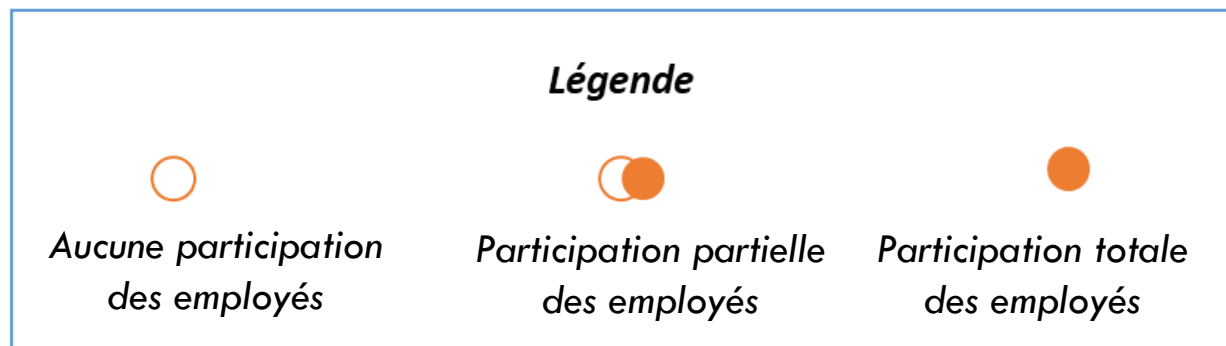 Légende
Aucune participation
des employés
Participation partielle
des employés
Participation totale
des employés